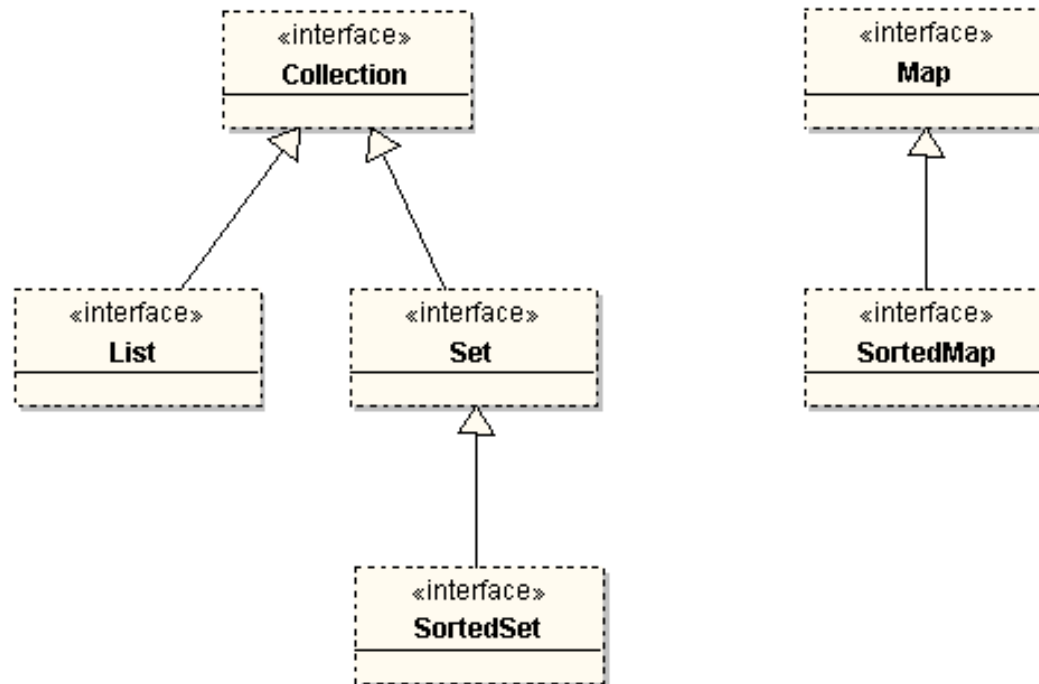 «interface»
Collection
«interface»
Map
«interface»
List
«interface»
Set
«interface»
SortedMap
«interface»
SortedSet